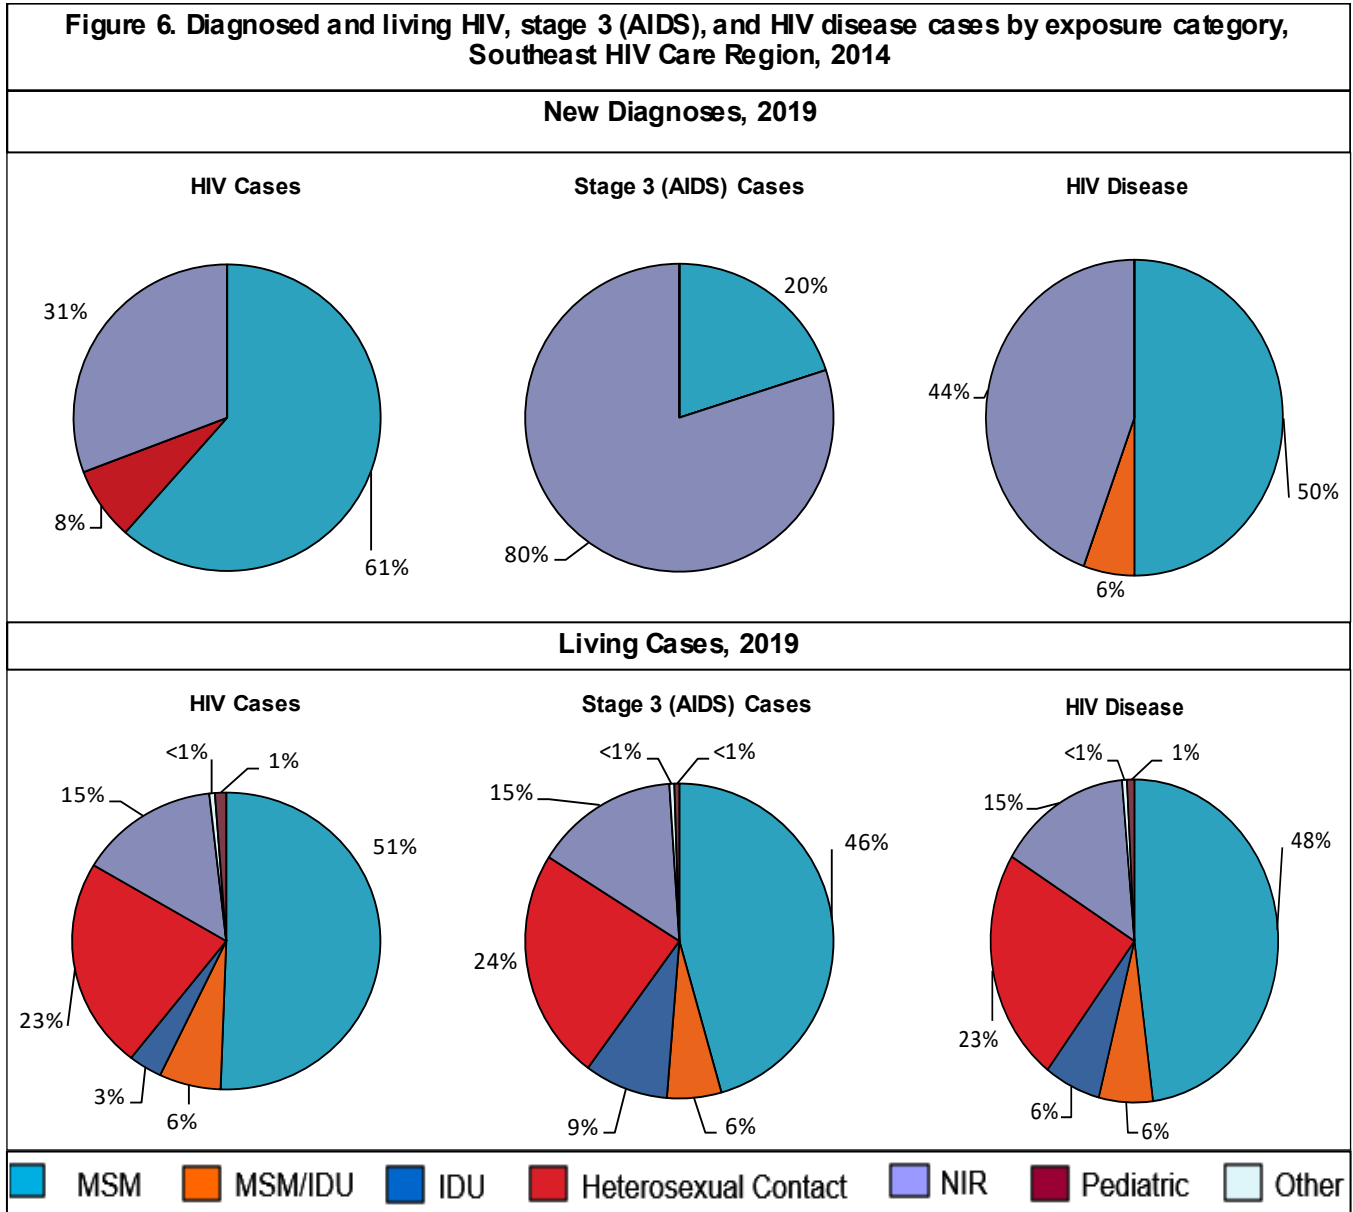 Figure 6. Diagnosed and living HIV, stage 3 (AIDS), and HIV disease cases by exposure category,
Southeast HIV Care Region, 2014
New Diagnoses, 2019
HIV Cases
Stage 3 (AIDS) Cases
HIV Disease
31%
8%
61%
20%
80%
44%
50%
6%
Living Cases, 2019
HIV Cases
Stage 3 (AIDS) Cases
HIV Disease
<1%
1%
15%
51%
23%
3%
6%
<1%
<1%
15%
46%
24%
9%
6%
<1%
1%
15%
48%
23%
6%
6%
MSM
MSM/IDU
IDU
Heterosexual Contact
NIR
Pediatric
Other